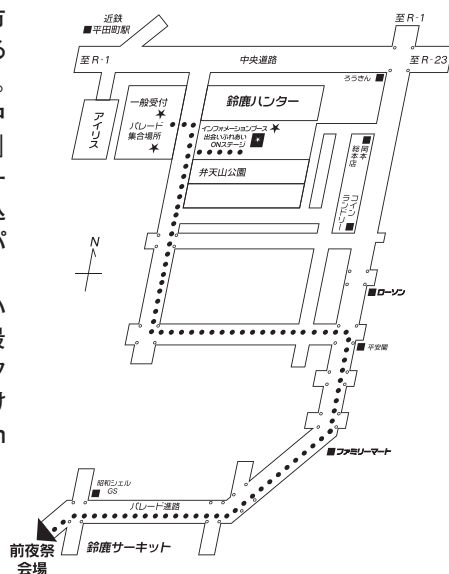 近鉄
■平田町駅
至R-1
至R-1
中央道路
至R-23
ろうきん■
アイリス
一般受付
★
パレード
集合場所
★
鈴鹿ハンター
インフォメーションブース★
出会いふれあい
ONステージ
弁天山公園
■岡本
総本店
コイン
ランドリー■
N
■ローソン
■平安閣
■ファミリーマート
昭和シェル
GS
パレード進路
前夜祭
会場
鈴鹿サーキット
m